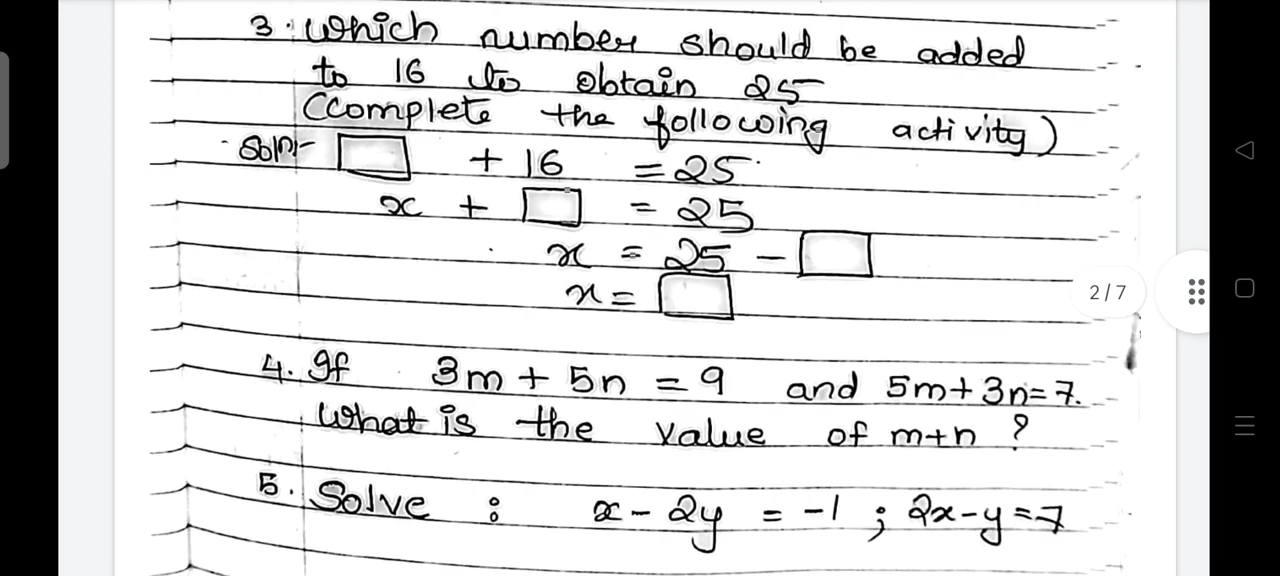 3. Which number should be added
to 16 to obtain 25
(Complete the following activity)
Soln:- □ + 16 = 25
x + □ = 25
x = 25 - □
x = □
2/7
4. If 3m + 5n = 9 and 5m + 3n = 7.
What is the value of m+n ?
5. Solve : x - 2y = -1 ; 2x - y = 7